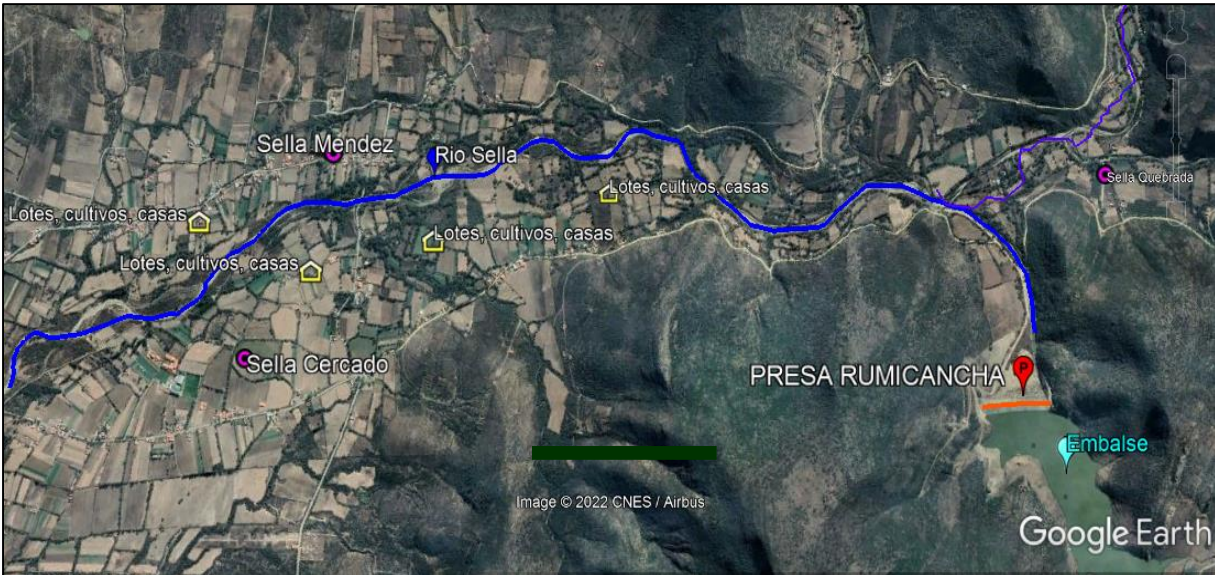 Sella Mendez
Rio Sella
Sella Quebrada
Lotes, cultivos, casas
Lotes, cultivos, casas
Lotes, cultivos, casas
Lotes, cultivos, casas
Sella Cercado
PRESA RUMICANCHA
P
Embalse
Image © 2022 CNES / Airbus
Google Earth